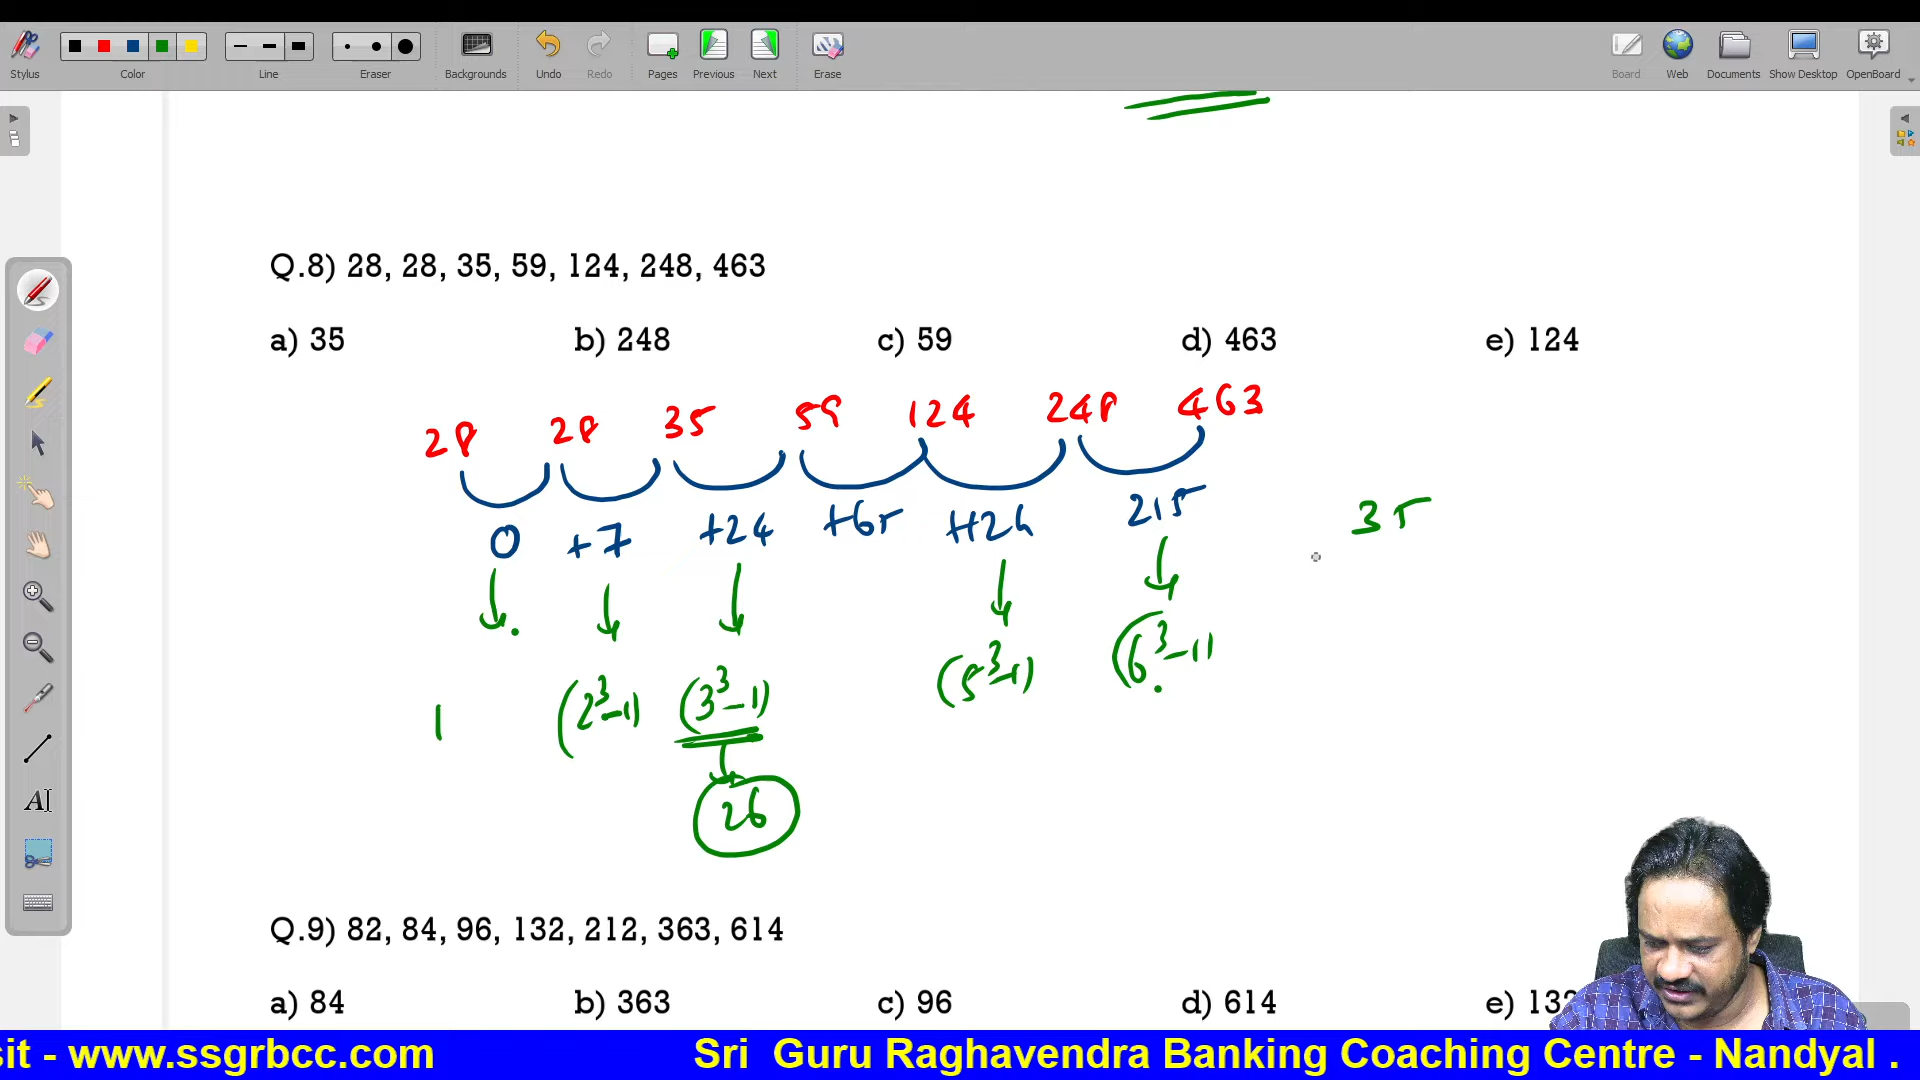 Stylus
Color
Line
Eraser
Backgrounds
Undo
Redo
Pages
Previous
Next
Erase
Board
Web
Documents
Show Desktop
OpenBoard
Q.8) 28, 28, 35, 59, 124, 248, 463
a) 35 b) 248 c) 59 d) 463 e) 124
28 28 35 59 124 248 463
0 +7 +24 +65 +124 215 35
1 (2³-1) (3³-1) (5³-1) (6³-1)
26
Q.9) 82, 84, 96, 132, 212, 363, 614
a) 84 b) 363 c) 96 d) 614 e) 132
sit - www.ssgrbcc.com Sri Guru Raghavendra Banking Coaching Centre - Nandyal .
AI